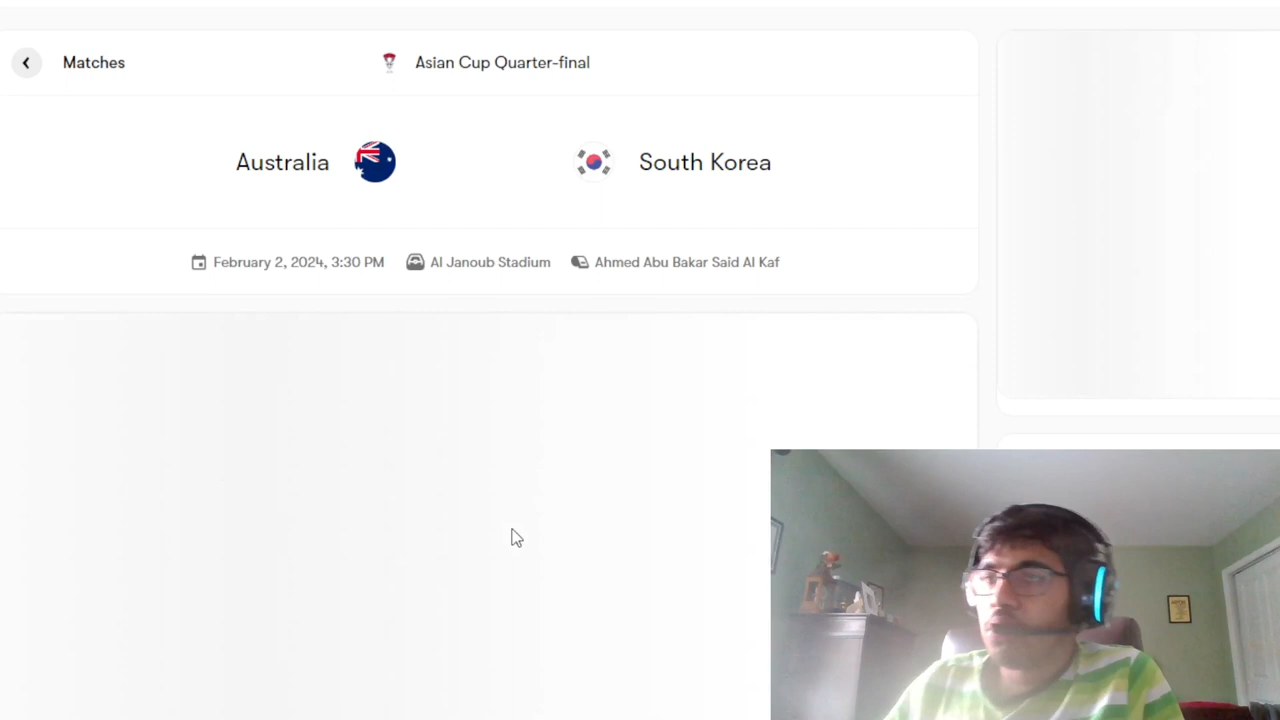 Matches
Asian Cup Quarter-final
Australia
South Korea
February 2, 2024, 3:30 PM
Al Janoub Stadium
Ahmed Abu Bakar Said Al Kaf